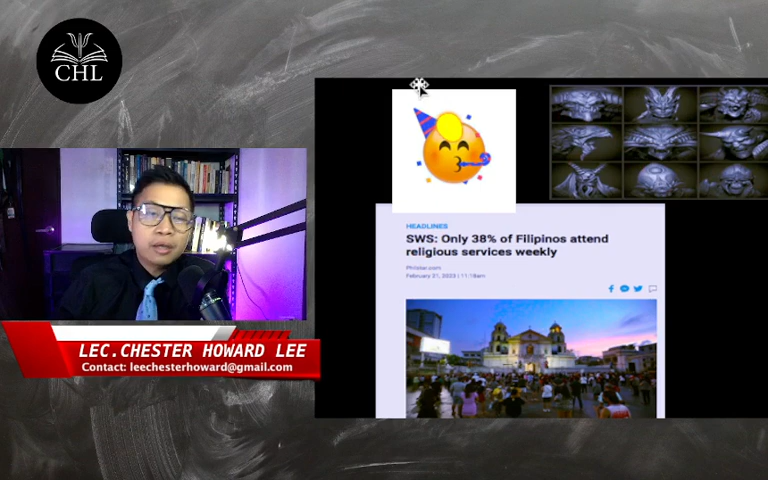 CHL
HEADLINES
SWS: Only 38% of Filipinos attend
religious services weekly
Philstar.com
February 21, 2023 | 11:18am
LEC.CHESTER HOWARD LEE
Contact: leechesterhoward@gmail.com